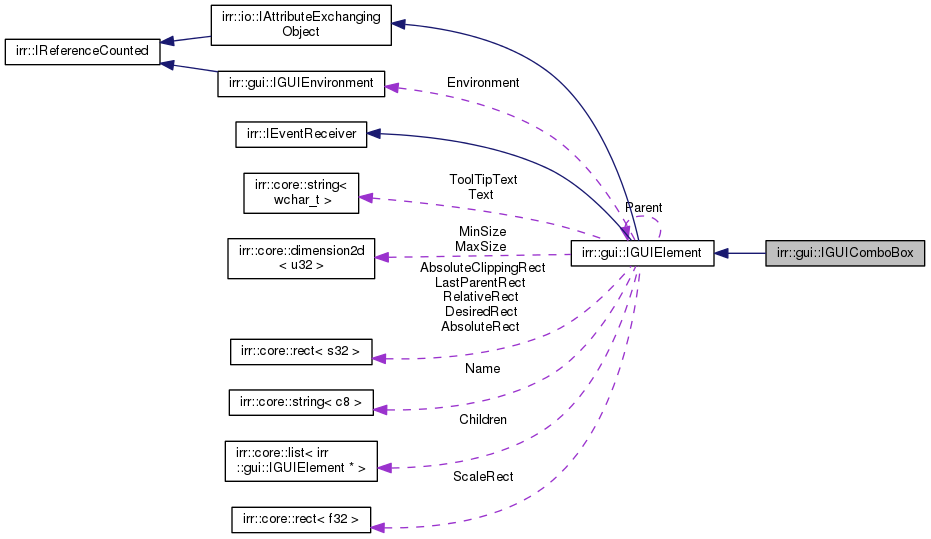 irr::io::IAttributeExchanging
Object
irr::IReferenceCounted
irr::gui::IGUIEnvironment
Environment
irr::IEventReceiver
irr::core::string<
wchar_t >
ToolTipText
Text
Parent
irr::core::dimension2d
< u32 >
MinSize
MaxSize
irr::gui::IGUIElement
irr::gui::IGUIComboBox
AbsoluteClippingRect
LastParentRect
RelativeRect
DesiredRect
AbsoluteRect
irr::core::rect< s32 >
Name
irr::core::string< c8 >
Children
irr::core::list< irr
::gui::IGUIElement * >
ScaleRect
irr::core::rect< f32 >